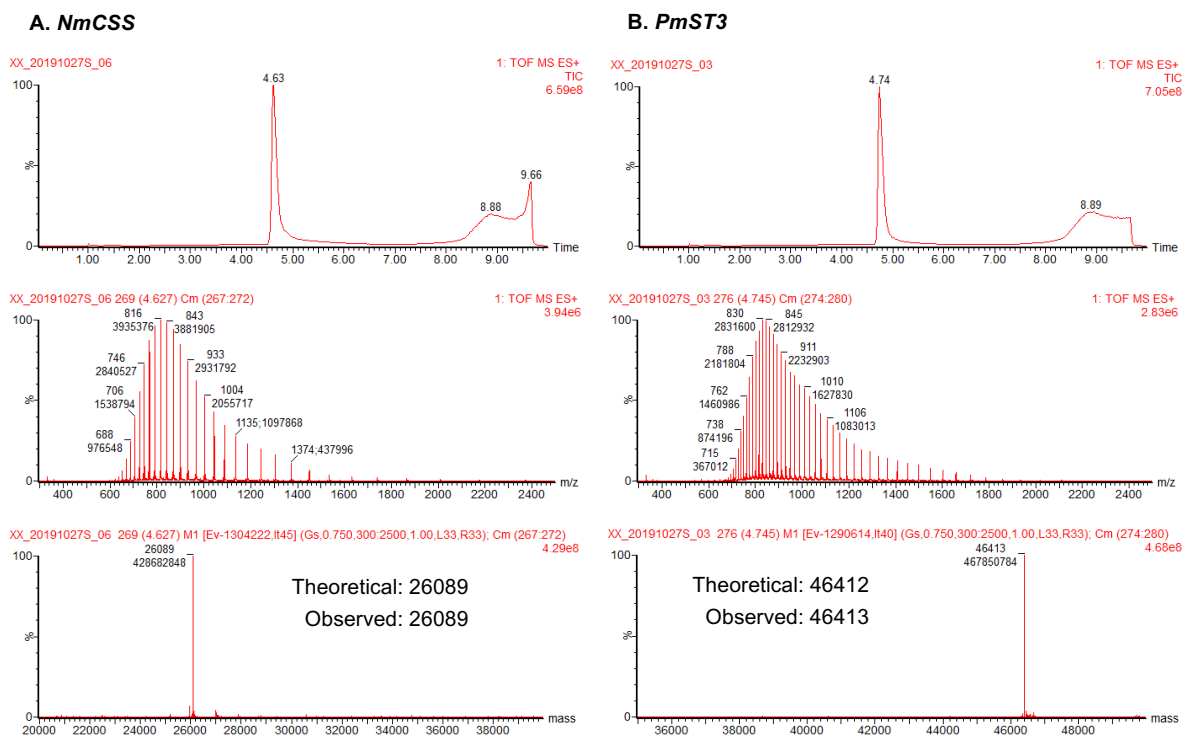 A. NmCSS
XX_20191027S_06
1: TOF MS ES+
TIC
6.59e8
100
%
0
4.63
8.88
9.66
Time
1.00 2.00 3.00 4.00 5.00 6.00 7.00 8.00 9.00
XX_20191027S_06 269 (4.627) Cm (267:272)
1: TOF MS ES+
3.94e6
100
%
0
816
3935376
843
3881905
746
2840527
933
2931792
706
1538794
1004
2055717
688
976548
1135;1097868
1374;437996
m/z
400 600 800 1000 1200 1400 1600 1800 2000 2200 2400
XX_20191027S_06 269 (4.627) M1 [Ev-1304222,It45] (Gs,0.750,300:2500,1.00,L33,R33); Cm (267:272)
4.29e8
100
%
0
26089
428682848
Theoretical: 26089
Observed: 26089
mass
20000 22000 24000 26000 28000 30000 32000 34000 36000 38000
B. PmST3
XX_20191027S_03
1: TOF MS ES+
TIC
7.05e8
100
%
0
4.74
8.89
Time
1.00 2.00 3.00 4.00 5.00 6.00 7.00 8.00 9.00
XX_20191027S_03 276 (4.745) Cm (274:280)
1: TOF MS ES+
2.83e6
100
%
0
830
2831600
845
2812932
788
2181804
911
2232903
762
1460986
1010
1627830
738
874196
1106
1083013
715
367012
m/z
400 600 800 1000 1200 1400 1600 1800 2000 2200 2400
XX_20191027S_03 276 (4.745) M1 [Ev-1290614,It40] (Gs,0.750,300:2500,1.00,L33,R33); Cm (274:280)
4.68e8
100
%
0
46413
467850784
Theoretical: 46412
Observed: 46413
mass
36000 38000 40000 42000 44000 46000 48000